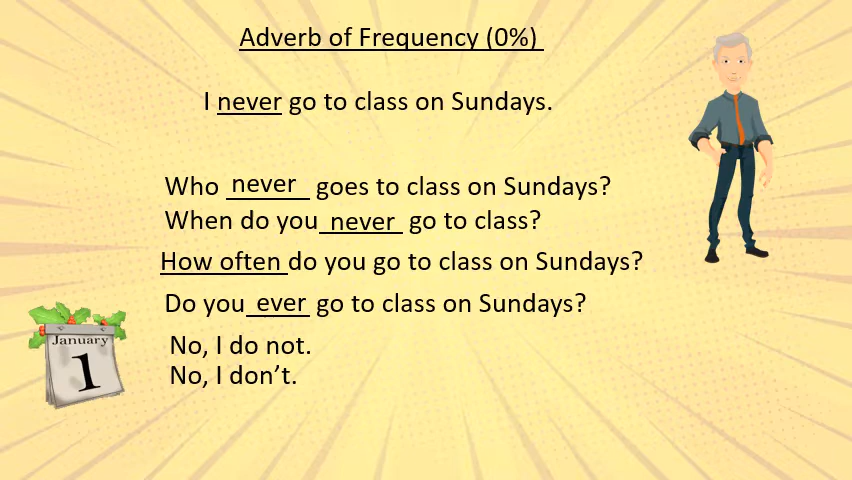 Adverb of Frequency (0%)
I never go to class on Sundays.
Who never goes to class on Sundays?
When do you never go to class?
How often do you go to class on Sundays?
Do you ever go to class on Sundays?
No, I do not.
No, I don’t.
January
1